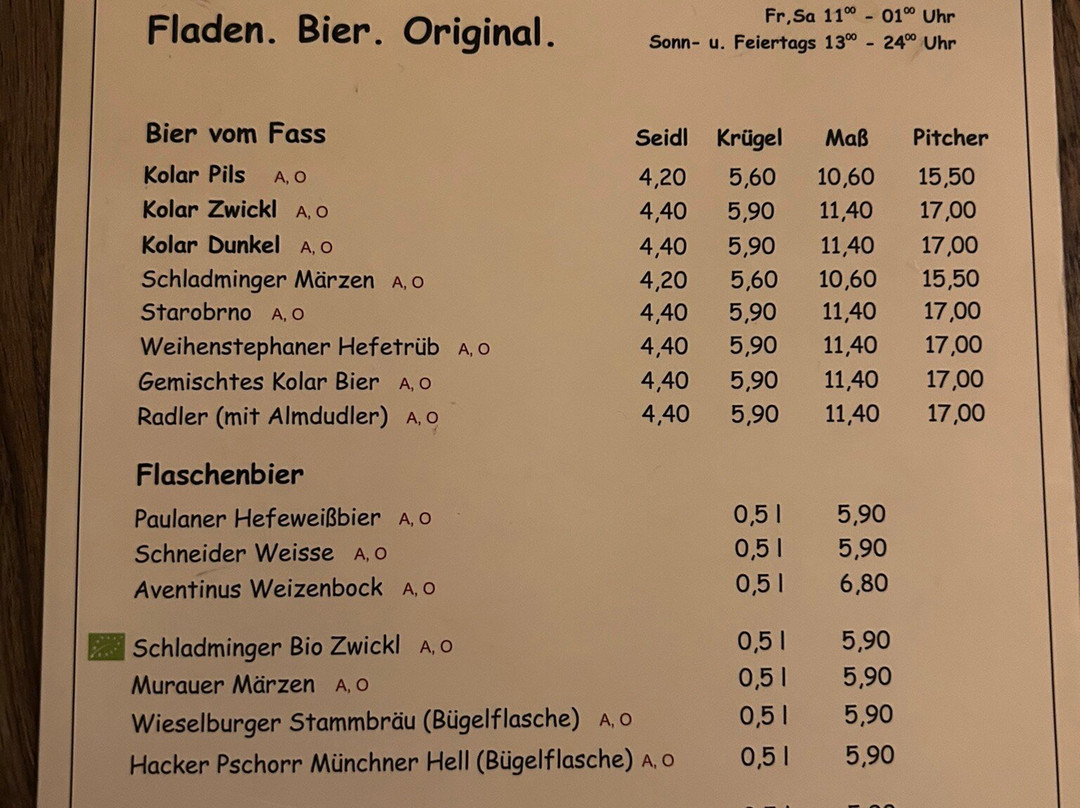 Fladen. Bier. Original.
Fr,Sa 11⁰⁰ - 01⁰⁰ Uhr
Sonn- u. Feiertags 13⁰⁰ - 24⁰⁰ Uhr
Bier vom Fass Seidl Krügel Maß Pitcher
Kolar Pils A, O 4,20 5,60 10,60 15,50
Kolar Zwickl A, O 4,40 5,90 11,40 17,00
Kolar Dunkel A, O 4,40 5,90 11,40 17,00
Schladminger Märzen A, O 4,20 5,60 10,60 15,50
Starobrno A, O 4,40 5,90 11,40 17,00
Weihenstephaner Hefetrüb A, O 4,40 5,90 11,40 17,00
Gemischtes Kolar Bier A, O 4,40 5,90 11,40 17,00
Radler (mit Almdudler) A, O 4,40 5,90 11,40 17,00
Flaschenbier
Paulaner Hefeweißbier A, O 0,5 l 5,90
Schneider Weisse A, O 0,5 l 5,90
Aventinus Weizenbock A, O 0,5 l 6,80
Schladminger Bio Zwickl A, O 0,5 l 5,90
Murauer Märzen A, O 0,5 l 5,90
Wieselburger Stammbräu (Bügelflasche) A, O 0,5 l 5,90
Hacker Pschorr Münchner Hell (Bügelflasche) A, O 0,5 l 5,90